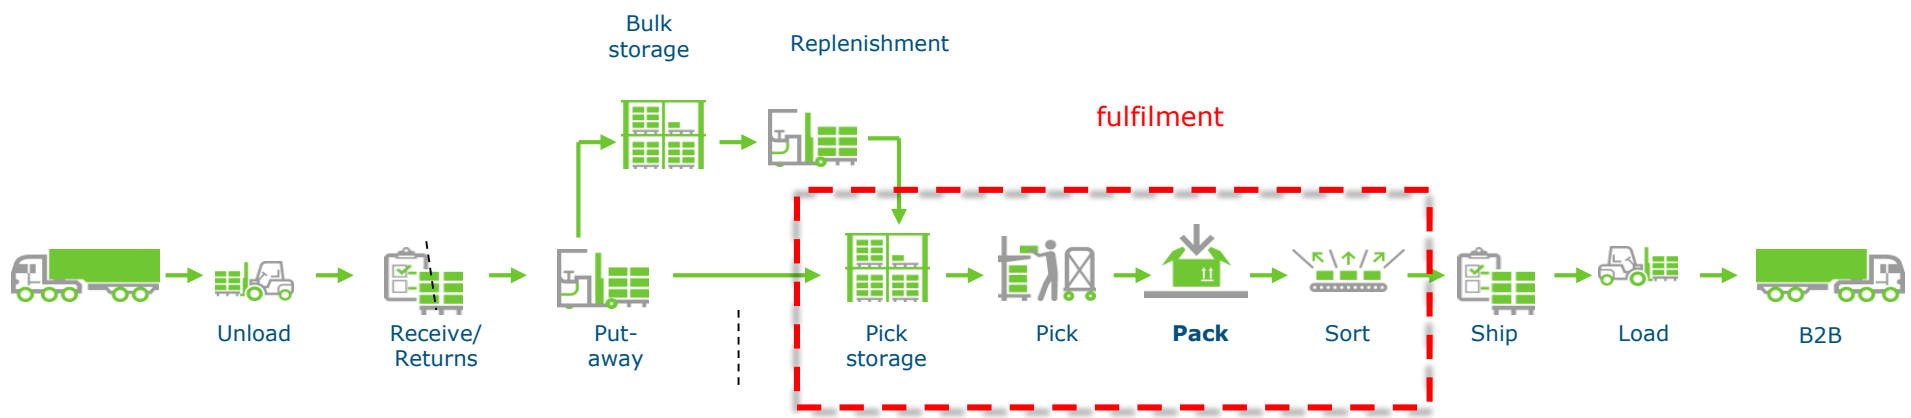 Bulk
storage
Replenishment
fulfilment
Unload
Receive/
Returns
Put-
away
Pick
storage
Pick
Pack
Sort
Ship
Load
B2B